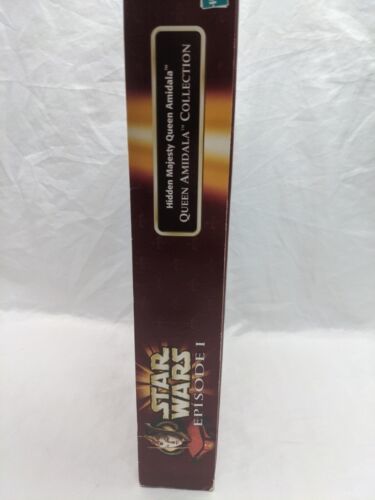 Hidden Majesty Queen Amidala™
QUEEN AMIDALA™ COLLECTION
STAR
WARS
EPISODE I